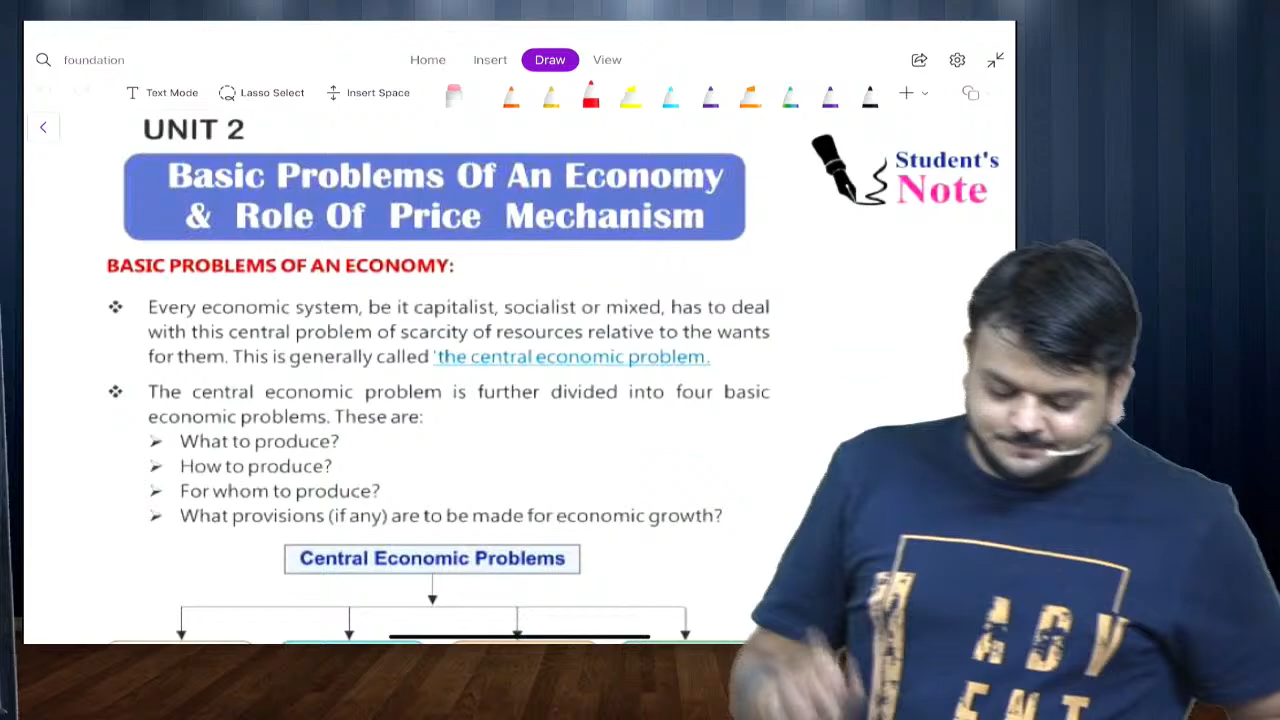 foundation
Home Insert Draw View
Text Mode Lasso Select Insert Space
UNIT 2
Basic Problems Of An Economy
& Role Of Price Mechanism
Student's
Note
BASIC PROBLEMS OF AN ECONOMY:
❖ Every economic system, be it capitalist, socialist or mixed, has to deal
with this central problem of scarcity of resources relative to the wants
for them. This is generally called 'the central economic problem.
❖ The central economic problem is further divided into four basic
economic problems. These are:
➢ What to produce?
➢ How to produce?
➢ For whom to produce?
➢ What provisions (if any) are to be made for economic growth?
Central Economic Problems
ADV
ENT